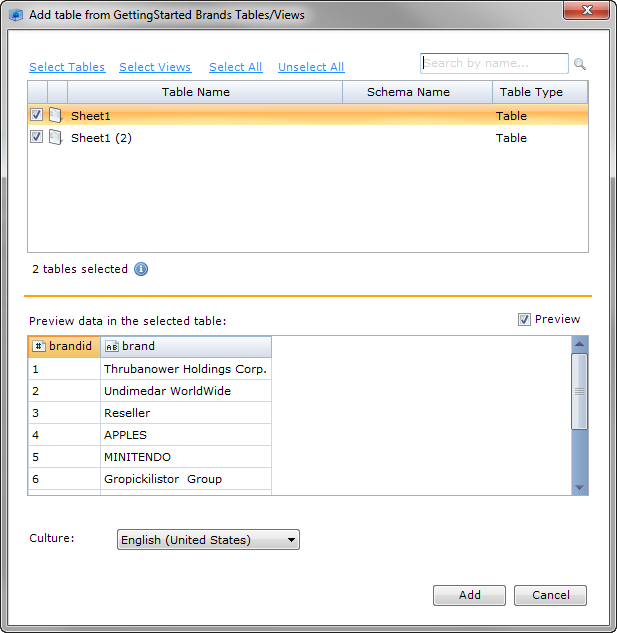 Add table from GettingStarted Brands Tables/Views
Select Tables Select Views Select All Unselect All Search by name...
Table Name Schema Name Table Type
Sheet1 Table
Sheet1 (2) Table
2 tables selected
Preview data in the selected table: Preview
# brandid AB brand
1 Thrubanower Holdings Corp.
2 Undimedar WorldWide
3 Reseller
4 APPLES
5 MINITENDO
6 Gropickilistor  Group
Culture: English (United States)
Add Cancel